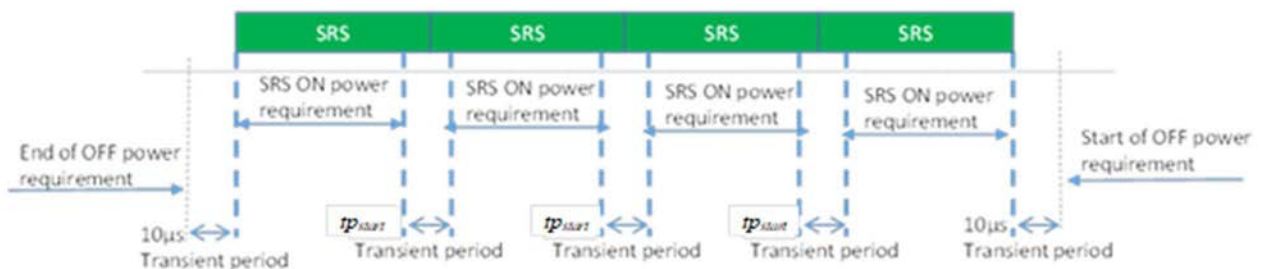 SRS SRS SRS SRS
SRS ON power requirement
SRS ON power requirement
SRS ON power requirement
SRS ON power requirement
End of OFF power requirement
Start of OFF power requirement
10µs
Transient period
tpstart
Transient period
tpstart
Transient period
tpstart
Transient period
10µs
Transient period